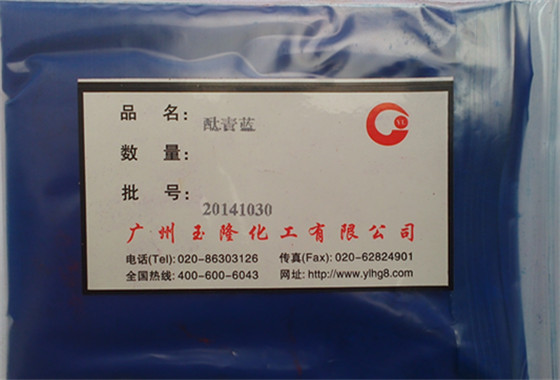 品 名: 酞青蓝
数 量:
批 号: 20141030
YC
广州玉隆化工有限公司
电话(Tel): 020-86303126 传真(Fax): 020-62824901
全国热线: 400-600-6043 网址: http://www.ylhg8.com